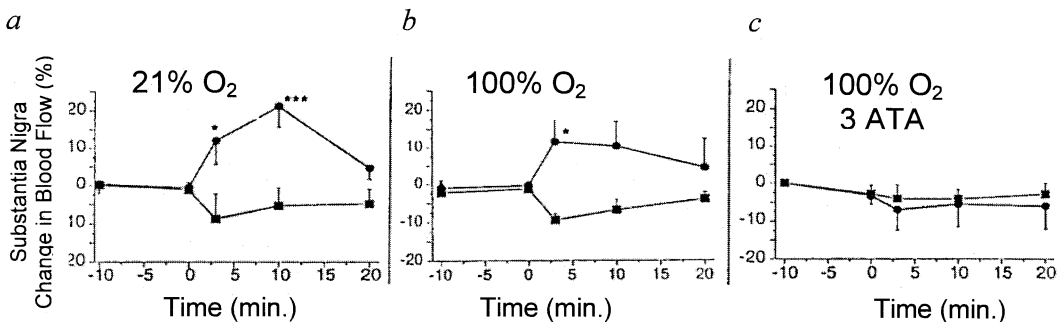 a
b
c
21% O2
100% O2
100% O2
3 ATA
Substantia Nigra
Change in Blood Flow (%)
20
10
0
10
20
-10 -5 0 5 10 15 20
Time (min.)
*
***
20
10
0
-10
-20
-10 -5 0 5 10 15 20
Time (min.)
*
20
10
0
-10
-20
-10 -5 0 5 10 15 20
Time (min.)